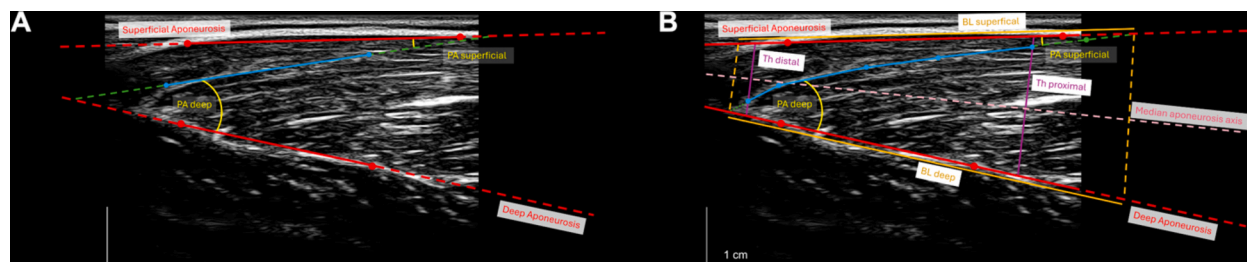 A
Superficial Aponeurosis
PA superficial
PA deep
Deep Aponeurosis
B
BL superfical
Superficial Aponeurosis
PA superficial
Th distal
Th proximal
PA deep
Median aponeurosis axis
BL deep
Deep Aponeurosis
1 cm